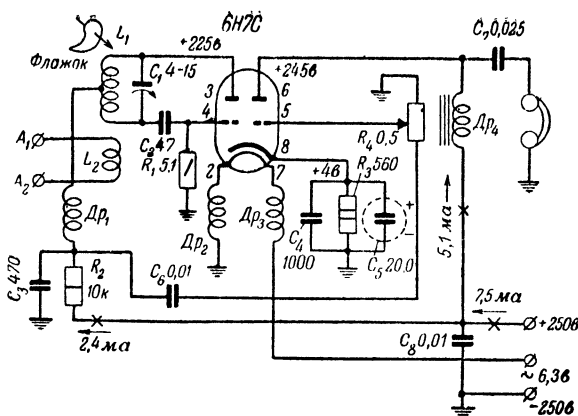 6Н7С
L₁
Флажок
+225в
+245в
C₇ 0,025
C₁ 4-15
3
6
4
5
C₂ 47
R₁ 5,1
8
2
7
R₄ 0,5
Др₄
A₁
A₂
L₂
+4в
R₃ 560
Др₁
Др₂
Др₃
C₄
1000
+
−
C₅ 20,0
5,1 ма
C₃ 470
R₂
10к
C₆ 0,01
2,4 ма
7,5 ма
C₈ 0,01
+250в
~6,3в
−250в